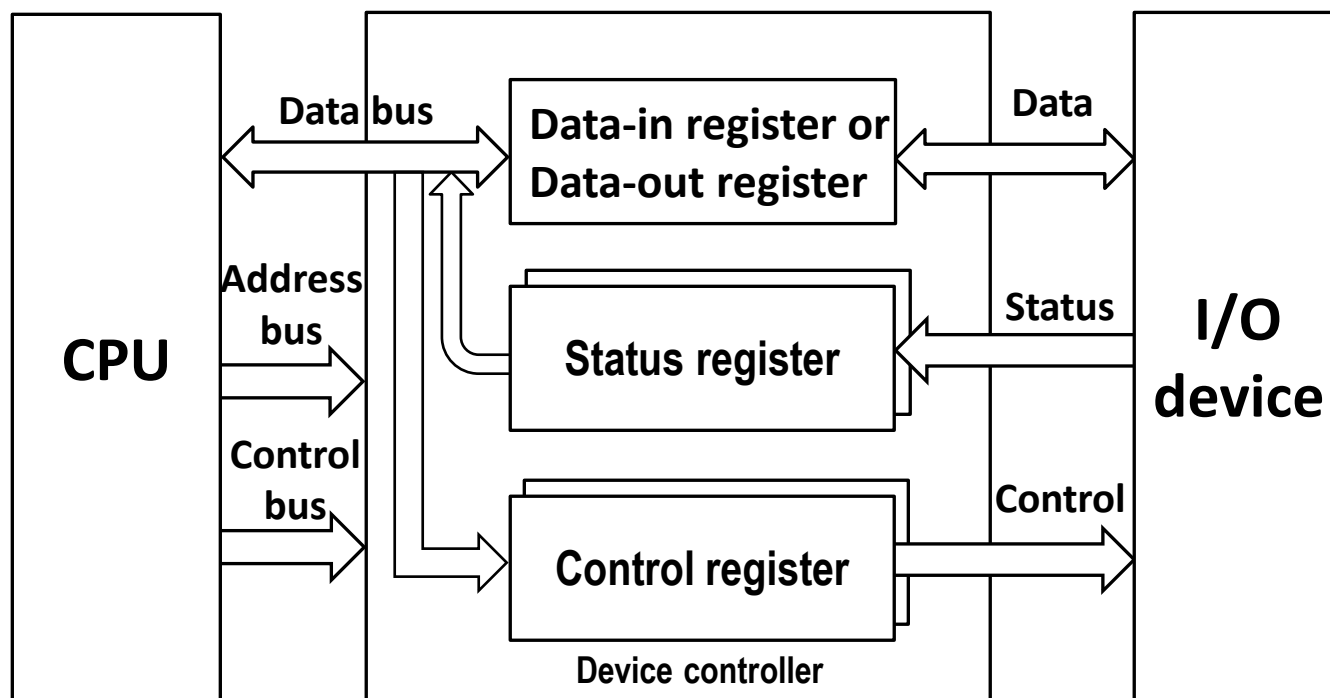 CPU
Data bus
Address
bus
Control
bus
Data-in register or
Data-out register
Status register
Control register
Device controller
Data
Status
Control
I/O
device